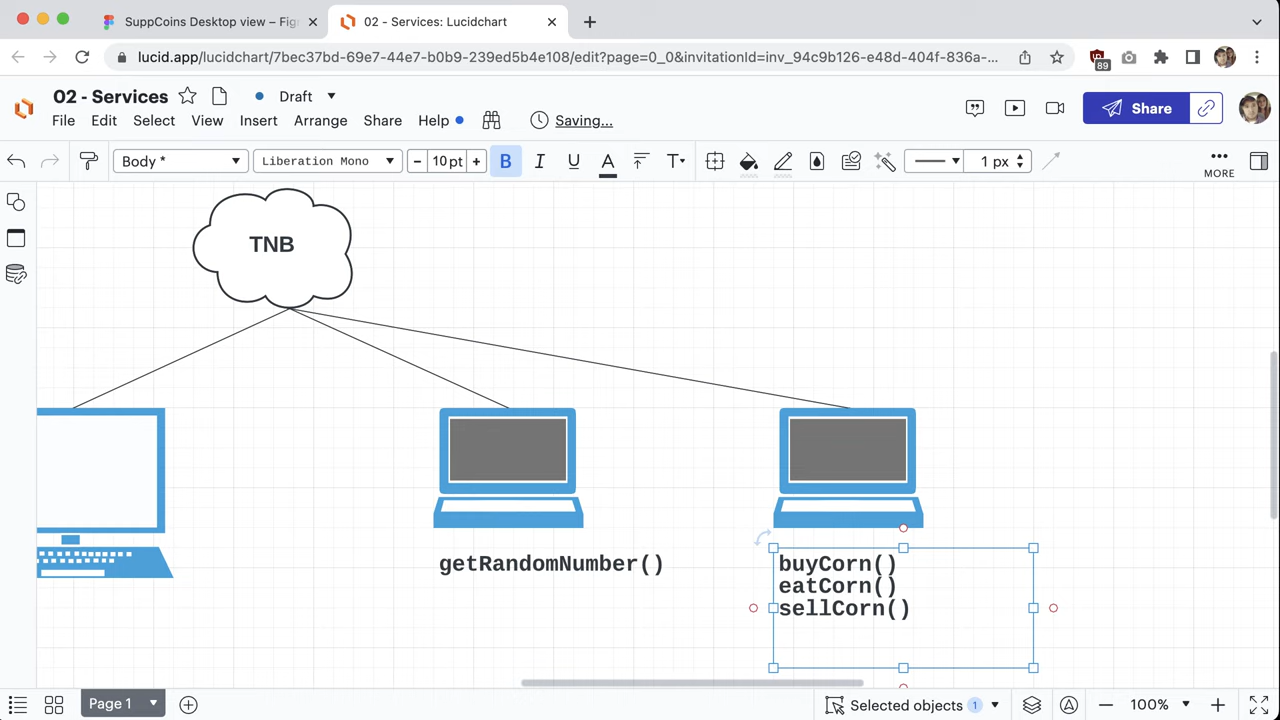 SuppCoins Desktop view – Fig
02 - Services: Lucidchart
lucid.app/lucidchart/7bec37bd-69e7-44e7-b0b9-239ed5b4e108/edit?page=0_0&invitationId=inv_94c9b126-e48d-404f-836a-...
89
02 - Services
Draft
File Edit Select View Insert Arrange Share Help Saving...
Share
Body * Liberation Mono - 10 pt + B I U A T 1 px MORE
TNB
getRandomNumber()
buyCorn()
eatCorn()
sellCorn()
Page 1
Selected objects 1
100%